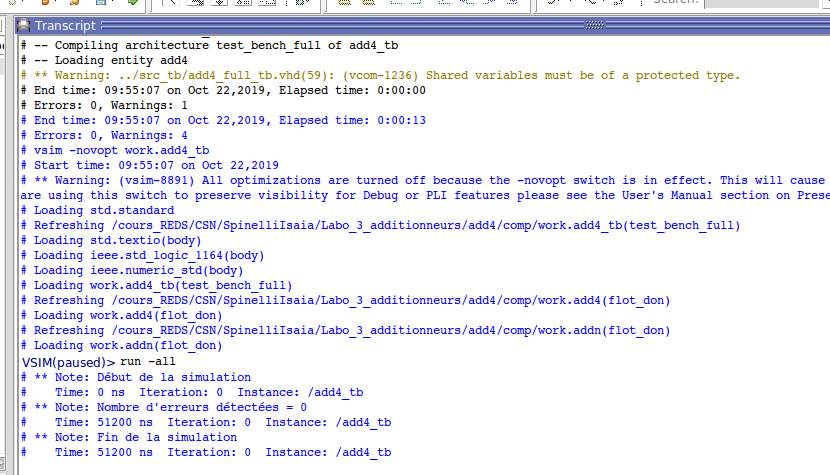 Search:
Transcript
# -- Compiling architecture test_bench_full of add4_tb
# -- Loading entity add4
# ** Warning: ../src_tb/add4_full_tb.vhd(59): (vcom-1236) Shared variables must be of a protected type.
# End time: 09:55:07 on Oct 22,2019, Elapsed time: 0:00:00
# Errors: 0, Warnings: 1
# End time: 09:55:07 on Oct 22,2019, Elapsed time: 0:00:13
# Errors: 0, Warnings: 4
# vsim -novopt work.add4_tb
# Start time: 09:55:07 on Oct 22,2019
# ** Warning: (vsim-8891) All optimizations are turned off because the -novopt switch is in effect. This will cause
are using this switch to preserve visibility for Debug or PLI features please see the User's Manual section on Prese
# Loading std.standard
# Refreshing /cours_REDS/CSN/SpinelliIsaia/Labo_3_additionneurs/add4/comp/work.add4_tb(test_bench_full)
# Loading std.textio(body)
# Loading ieee.std_logic_1164(body)
# Loading ieee.numeric_std(body)
# Loading work.add4_tb(test_bench_full)
# Refreshing /cours_REDS/CSN/SpinelliIsaia/Labo_3_additionneurs/add4/comp/work.add4(flot_don)
# Loading work.add4(flot_don)
# Refreshing /cours_REDS/CSN/SpinelliIsaia/Labo_3_additionneurs/add4/comp/work.addn(flot_don)
# Loading work.addn(flot_don)
VSIM(paused)> run -all
# ** Note: Début de la simulation
#    Time: 0 ns  Iteration: 0  Instance: /add4_tb
# ** Note: Nombre d'erreurs détectées = 0
#    Time: 51200 ns  Iteration: 0  Instance: /add4_tb
# ** Note: Fin de la simulation
#    Time: 51200 ns  Iteration: 0  Instance: /add4_tb